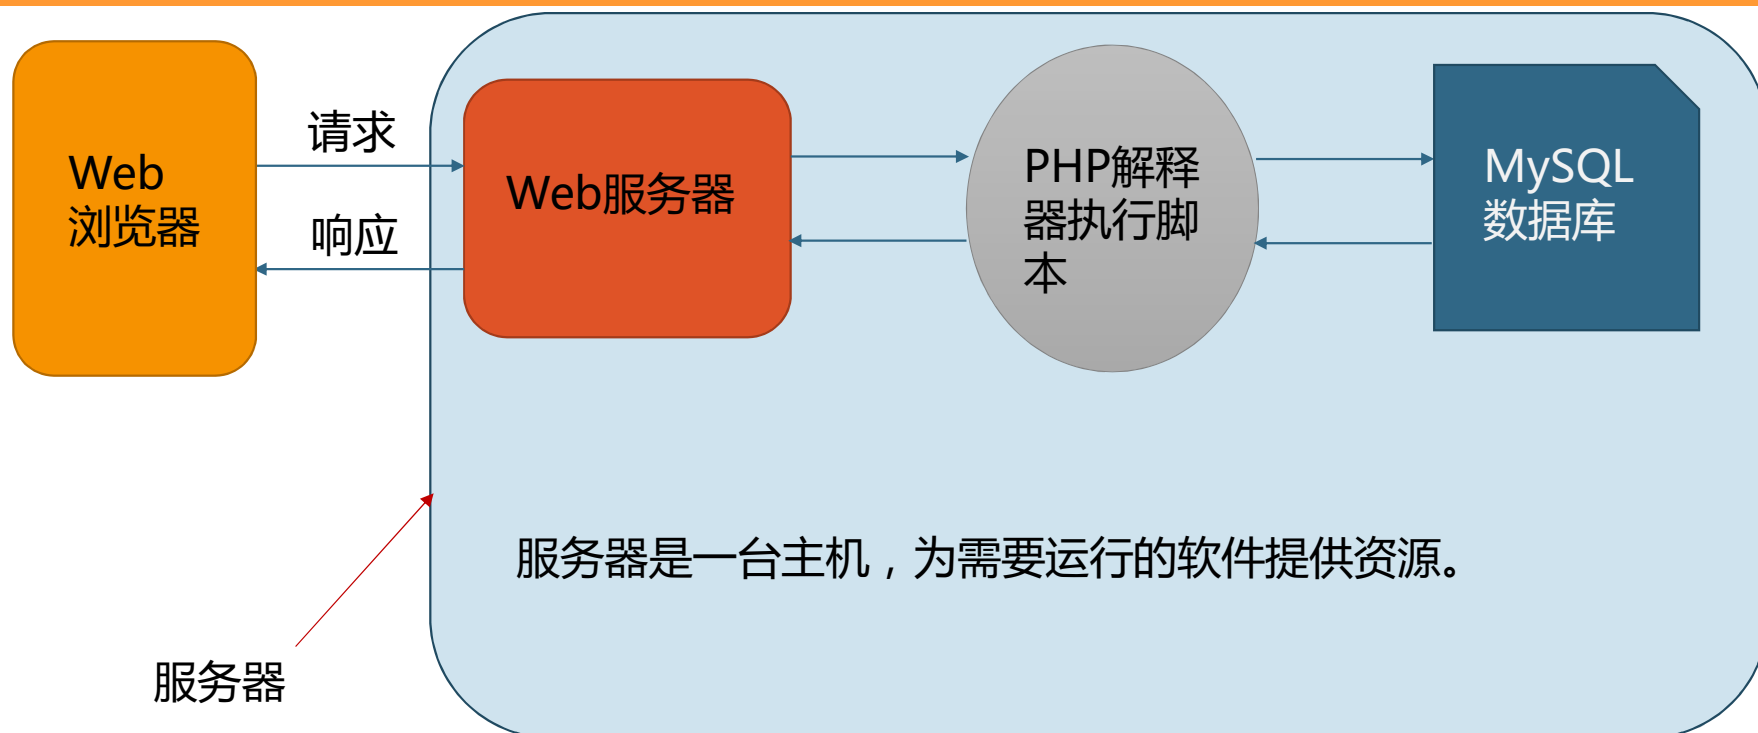 Web
浏览器
请求
响应
Web服务器
PHP解释
器执行脚
本
MySQL
数据库
服务器是一台主机，为需要运行的软件提供资源。
服务器